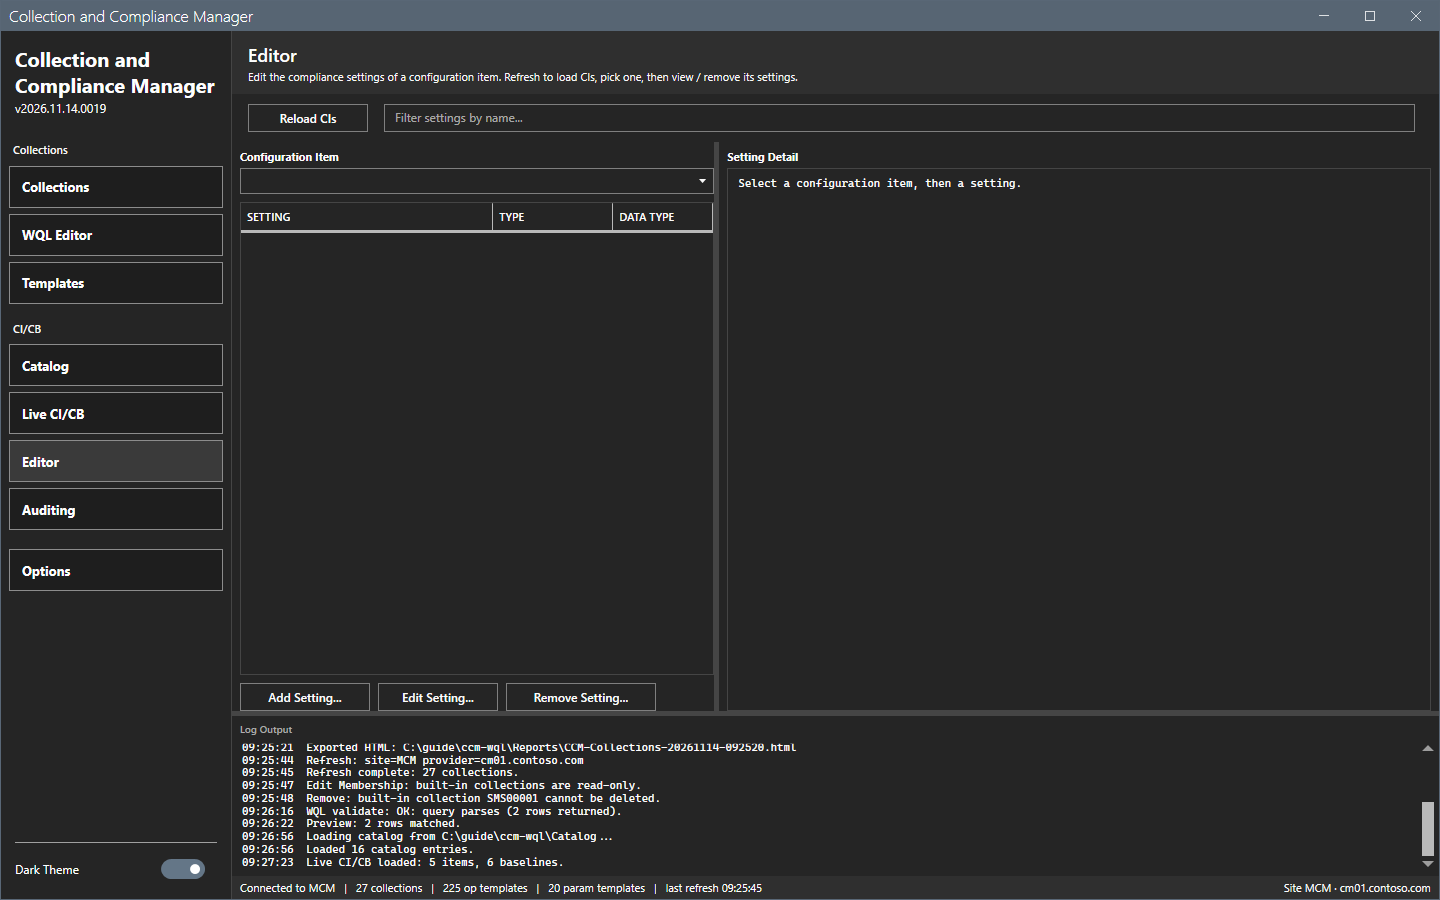 Collection and Compliance Manager
Collection and
Compliance Manager
v2026.11.14.0019
Collections
Collections
WQL Editor
Templates
CI/CB
Catalog
Live CI/CB
Editor
Auditing
Options
Dark Theme
Editor
Edit the compliance settings of a configuration item. Refresh to load CIs, pick one, then view / remove its settings.
Reload CIs
Filter settings by name...
Configuration Item
SETTING TYPE DATA TYPE
Add Setting... Edit Setting... Remove Setting...
Setting Detail
Select a configuration item, then a setting.
Log Output
09:25:21 Exported HTML: C:\guide\ccm-wql\Reports\CCM-Collections-20261114-092520.html
09:25:44 Refresh: site=MCM provider=cm01.contoso.com
09:25:45 Refresh complete: 27 collections.
09:25:47 Edit Membership: built-in collections are read-only.
09:25:48 Remove: built-in collection SMS00001 cannot be deleted.
09:26:16 WQL validate: OK: query parses (2 rows returned).
09:26:22 Preview: 2 rows matched.
09:26:56 Loading catalog from C:\guide\ccm-wql\Catalog...
09:26:56 Loaded 16 catalog entries.
09:27:23 Live CI/CB loaded: 5 items, 6 baselines.
Connected to MCM | 27 collections | 225 op templates | 20 param templates | last refresh 09:25:45
Site MCM · cm01.contoso.com